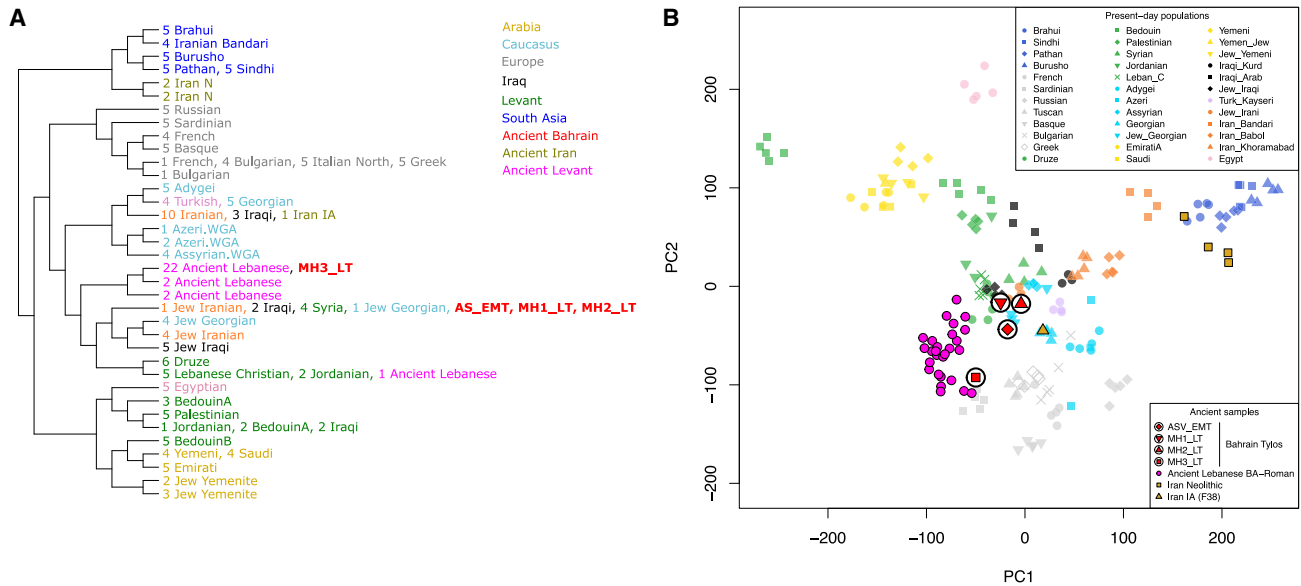 A
5 Brahui
4 Iranian Bandari
5 Burusho
5 Pathan, 5 Sindhi
2 Iran N
2 Iran N
5 Russian
5 Sardinian
4 French
5 Basque
1 French, 4 Bulgarian, 5 Italian North, 5 Greek
1 Bulgarian
5 Adygei
4 Turkish, 5 Georgian
10 Iranian, 3 Iraqi, 1 Iran IA
1 Azeri.WGA
2 Azeri.WGA
4 Assyrian.WGA
22 Ancient Lebanese, MH3_LT
2 Ancient Lebanese
2 Ancient Lebanese
1 Jew Iranian, 2 Iraqi, 4 Syria, 1 Jew Georgian, AS_EMT, MH1_LT, MH2_LT
4 Jew Georgian
4 Jew Iranian
5 Jew Iraqi
6 Druze
5 Lebanese Christian, 2 Jordanian, 1 Ancient Lebanese
5 Egyptian
3 BedouinA
5 Palestinian
1 Jordanian, 2 BedouinA, 2 Iraqi
5 BedouinB
4 Yemeni, 4 Saudi
5 Emirati
2 Jew Yemenite
3 Jew Yemenite
Arabia
Caucasus
Europe
Iraq
Levant
South Asia
Ancient Bahrain
Ancient Iran
Ancient Levant
B
Present-day populations
Brahui
Sindhi
Pathan
Burusho
French
Sardinian
Russian
Tuscan
Basque
Bulgarian
Greek
Druze
Bedouin
Palestinian
Syrian
Jordanian
Leban_C
Adygei
Azeri
Assyrian
Georgian
Jew_Georgian
EmiratiA
Saudi
Yemeni
Yemen_Jew
Jew_Yemeni
Iraqi_Kurd
Iraqi_Arab
Jew_Iraqi
Turk_Kayseri
Jew_Irani
Iran_Bandari
Iran_Babol
Iran_Khoramabad
Egypt
200
100
0
−100
−200
PC2
−200
−100
0
100
200
PC1
Ancient samples
ASV_EMT
MH1_LT
MH2_LT
MH3_LT
Bahrain Tylos
Ancient Lebanese BA−Roman
Iran Neolithic
Iran IA (F38)